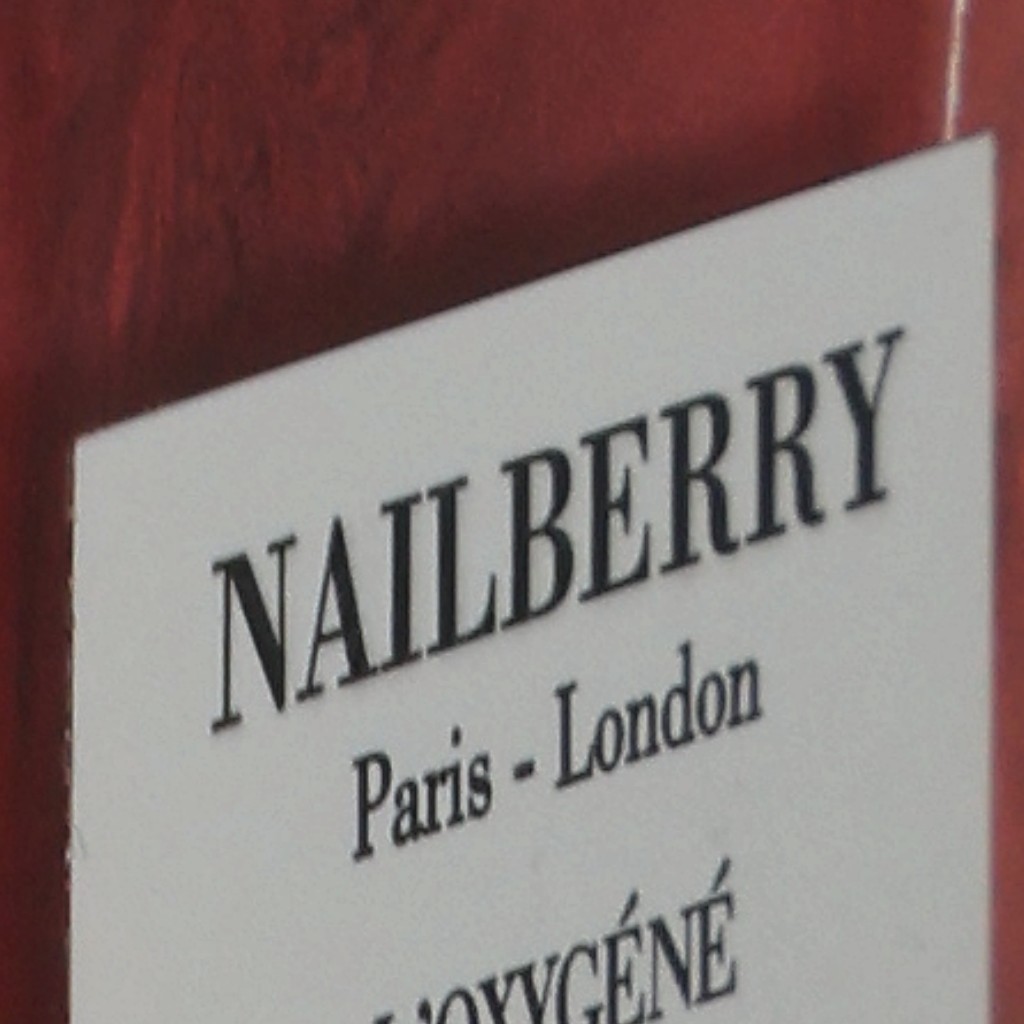 NAILBERRY
Paris - London
L'OXYGÉNÉ